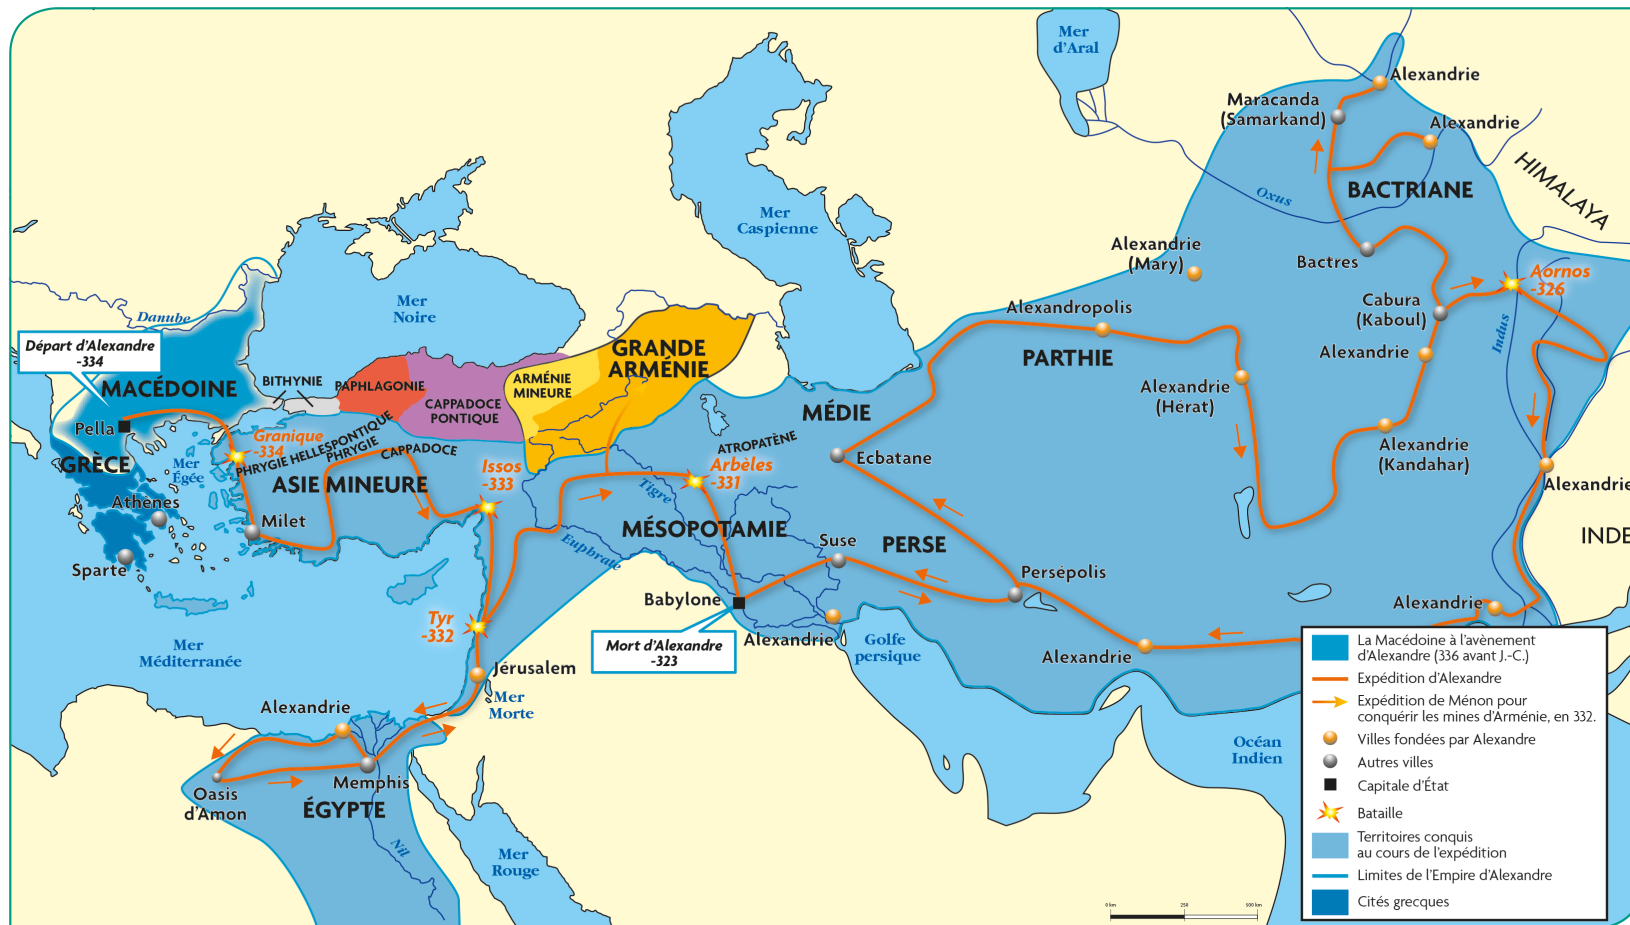 Mer
d'Aral
Alexandrie
Maracanda
(Samarkand)
Alexandrie
HIMALAYA
BACTRIANE
Oxus
Mer
Caspienne
Alexandrie
(Mary)
Bactres
Aornos
-326
Cabura
(Kaboul)
Indus
Alexandropolis
PARTHIE
Alexandrie
Alexandrie
(Hérat)
Alexandrie
(Kandahar)
Alexandrie
INDE
Mer
Noire
Danube
Départ d'Alexandre
-334
MACÉDOINE
Pella
GRÈCE
Mer
Égée
Athènes
Sparte
BITHYNIE
PAPHLAGONIE
CAPPADOCE
PONTIQUE
ARMÉNIE
MINEURE
GRANDE
ARMÉNIE
Granique
-334
PHRYGIE HELLESPONTIQUE
PHRYGIE
CAPPADOCE
ASIE MINEURE
Milet
Issos
-333
MÉDIE
ATROPATÈNE
Ecbatane
Arbèles
-331
Tigre
MÉSOPOTAMIE
Euphrate
Suse
PERSE
Persépolis
Babylone
Mort d'Alexandre
-323
Alexandrie
Golfe
persique
Alexandrie
Alexandrie
Tyr
-332
Mer
Méditerranée
Jérusalem
Mer
Morte
Alexandrie
Oasis
d'Amon
Memphis
ÉGYPTE
Nil
Mer
Rouge
Océan
Indien
0 km
250
500 km
La Macédoine à l'avènement
d'Alexandre (336 avant J.-C.)
Expédition d'Alexandre
Expédition de Ménon pour
conquérir les mines d'Arménie, en 332.
Villes fondées par Alexandre
Autres villes
Capitale d'État
Bataille
Territoires conquis
au cours de l'expédition
Limites de l'Empire d'Alexandre
Cités grecques